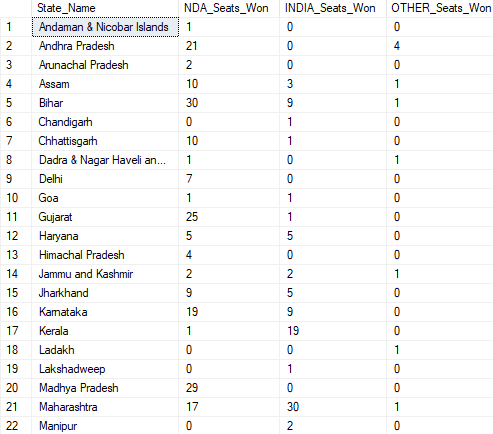 State_Name NDA_Seats_Won INDIA_Seats_Won OTHER_Seats_Won
1 Andaman & Nicobar Islands 1 0 0
2 Andhra Pradesh 21 0 4
3 Arunachal Pradesh 2 0 0
4 Assam 10 3 1
5 Bihar 30 9 1
6 Chandigarh 0 1 0
7 Chhattisgarh 10 1 0
8 Dadra & Nagar Haveli an... 1 0 1
9 Delhi 7 0 0
10 Goa 1 1 0
11 Gujarat 25 1 0
12 Haryana 5 5 0
13 Himachal Pradesh 4 0 0
14 Jammu and Kashmir 2 2 1
15 Jharkhand 9 5 0
16 Karnataka 19 9 0
17 Kerala 1 19 0
18 Ladakh 0 0 1
19 Lakshadweep 0 1 0
20 Madhya Pradesh 29 0 0
21 Maharashtra 17 30 1
22 Manipur 0 2 0